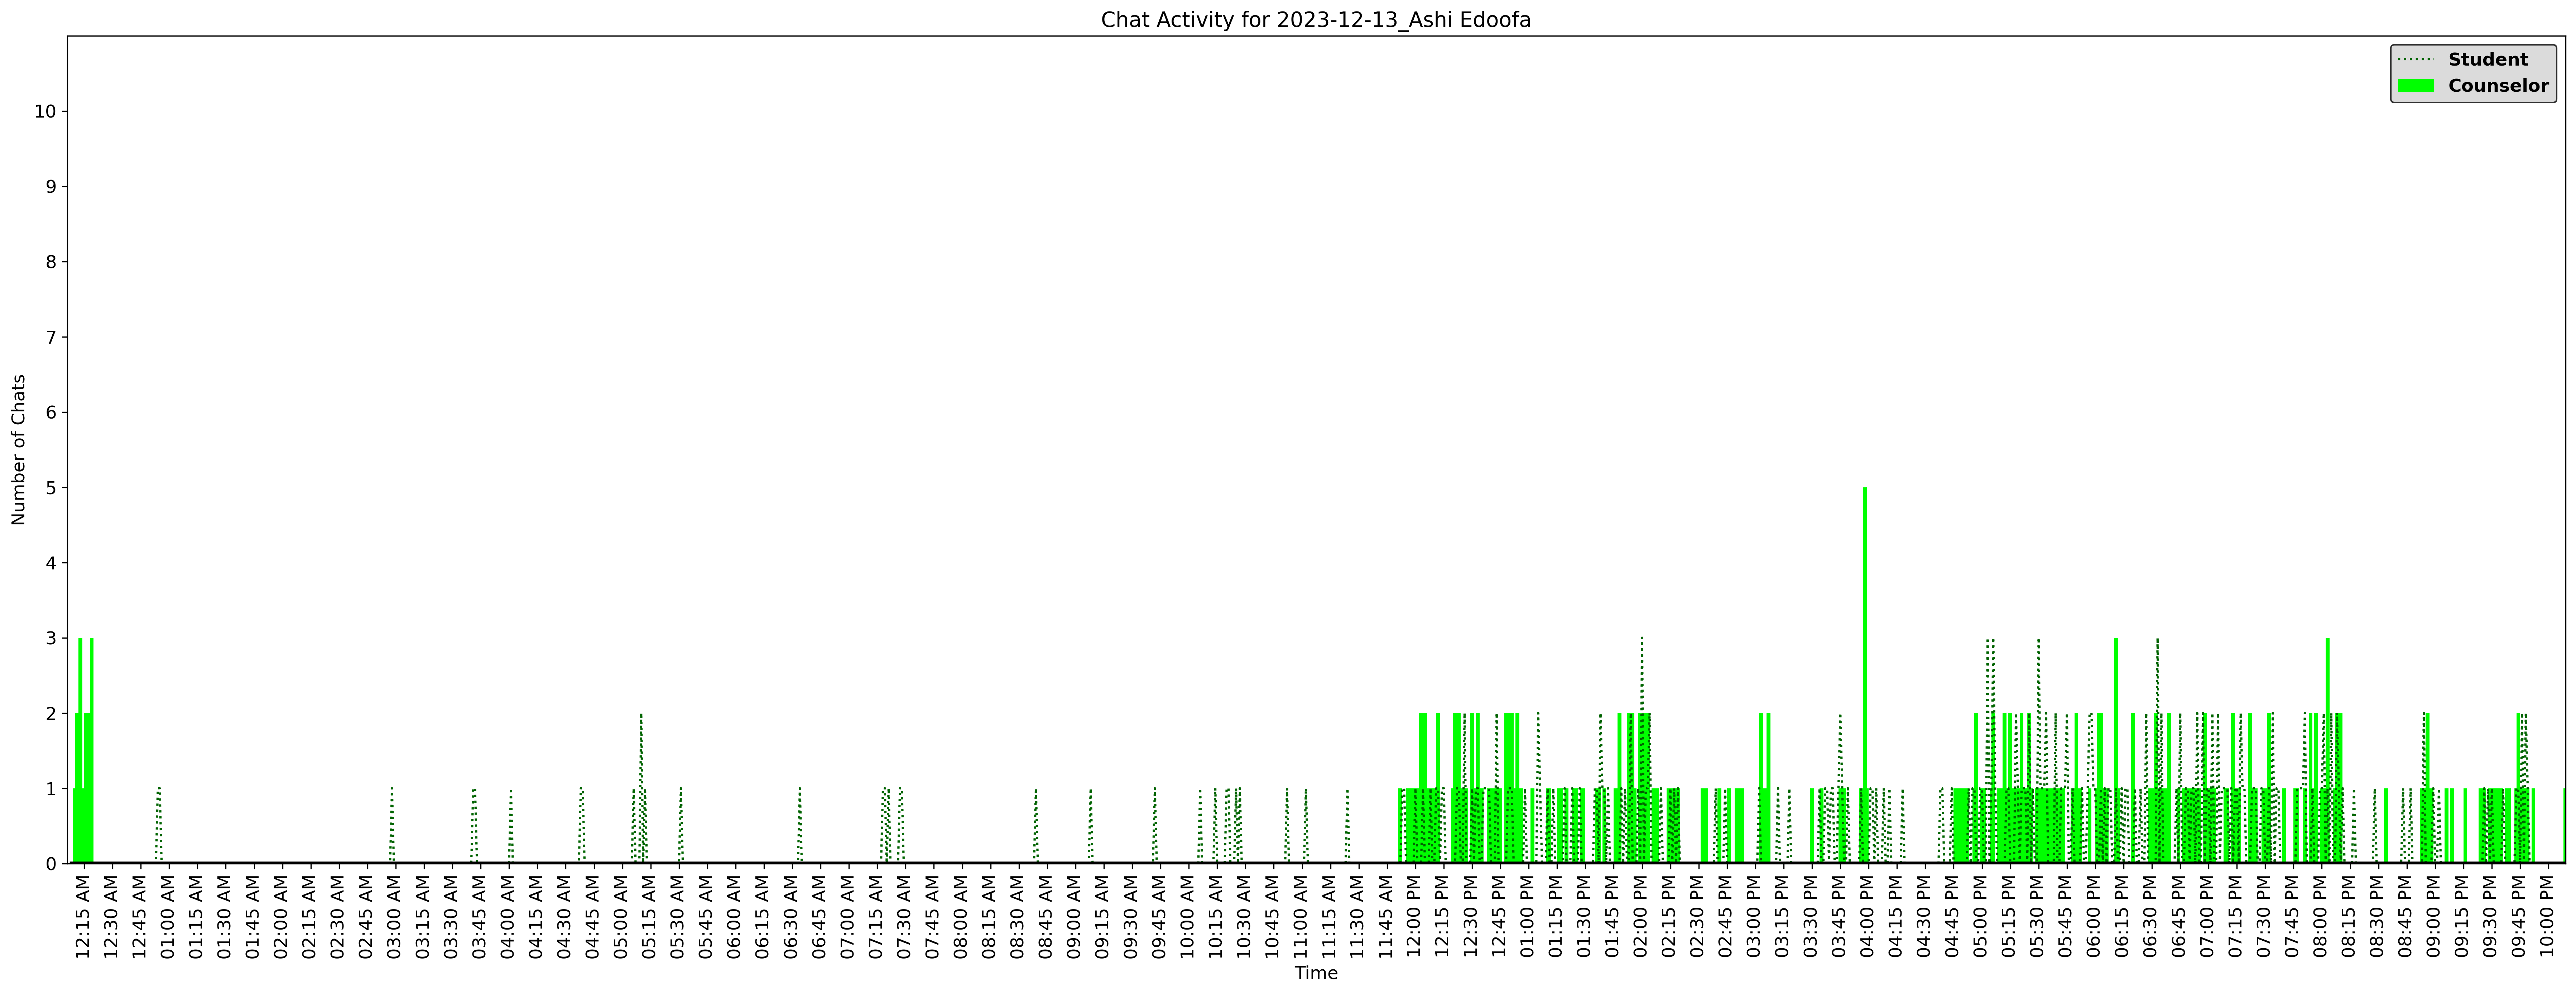 Chat Activity for 2023-12-13_Ashi Edoofa
Student
Counselor
10
9
8
7
6
5
4
3
2
1
0
Number of Chats
12:15 AM
12:30 AM
12:45 AM
01:00 AM
01:15 AM
01:30 AM
01:45 AM
02:00 AM
02:15 AM
02:30 AM
02:45 AM
03:00 AM
03:15 AM
03:30 AM
03:45 AM
04:00 AM
04:15 AM
04:30 AM
04:45 AM
05:00 AM
05:15 AM
05:30 AM
05:45 AM
06:00 AM
06:15 AM
06:30 AM
06:45 AM
07:00 AM
07:15 AM
07:30 AM
07:45 AM
08:00 AM
08:15 AM
08:30 AM
08:45 AM
09:00 AM
09:15 AM
09:30 AM
09:45 AM
10:00 AM
10:15 AM
10:30 AM
10:45 AM
11:00 AM
11:15 AM
11:30 AM
11:45 AM
12:00 PM
12:15 PM
12:30 PM
12:45 PM
01:00 PM
01:15 PM
01:30 PM
01:45 PM
02:00 PM
02:15 PM
02:30 PM
02:45 PM
03:00 PM
03:15 PM
03:30 PM
03:45 PM
04:00 PM
04:15 PM
04:30 PM
04:45 PM
05:00 PM
05:15 PM
05:30 PM
05:45 PM
06:00 PM
06:15 PM
06:30 PM
06:45 PM
07:00 PM
07:15 PM
07:30 PM
07:45 PM
08:00 PM
08:15 PM
08:30 PM
08:45 PM
09:00 PM
09:15 PM
09:30 PM
09:45 PM
10:00 PM
Time